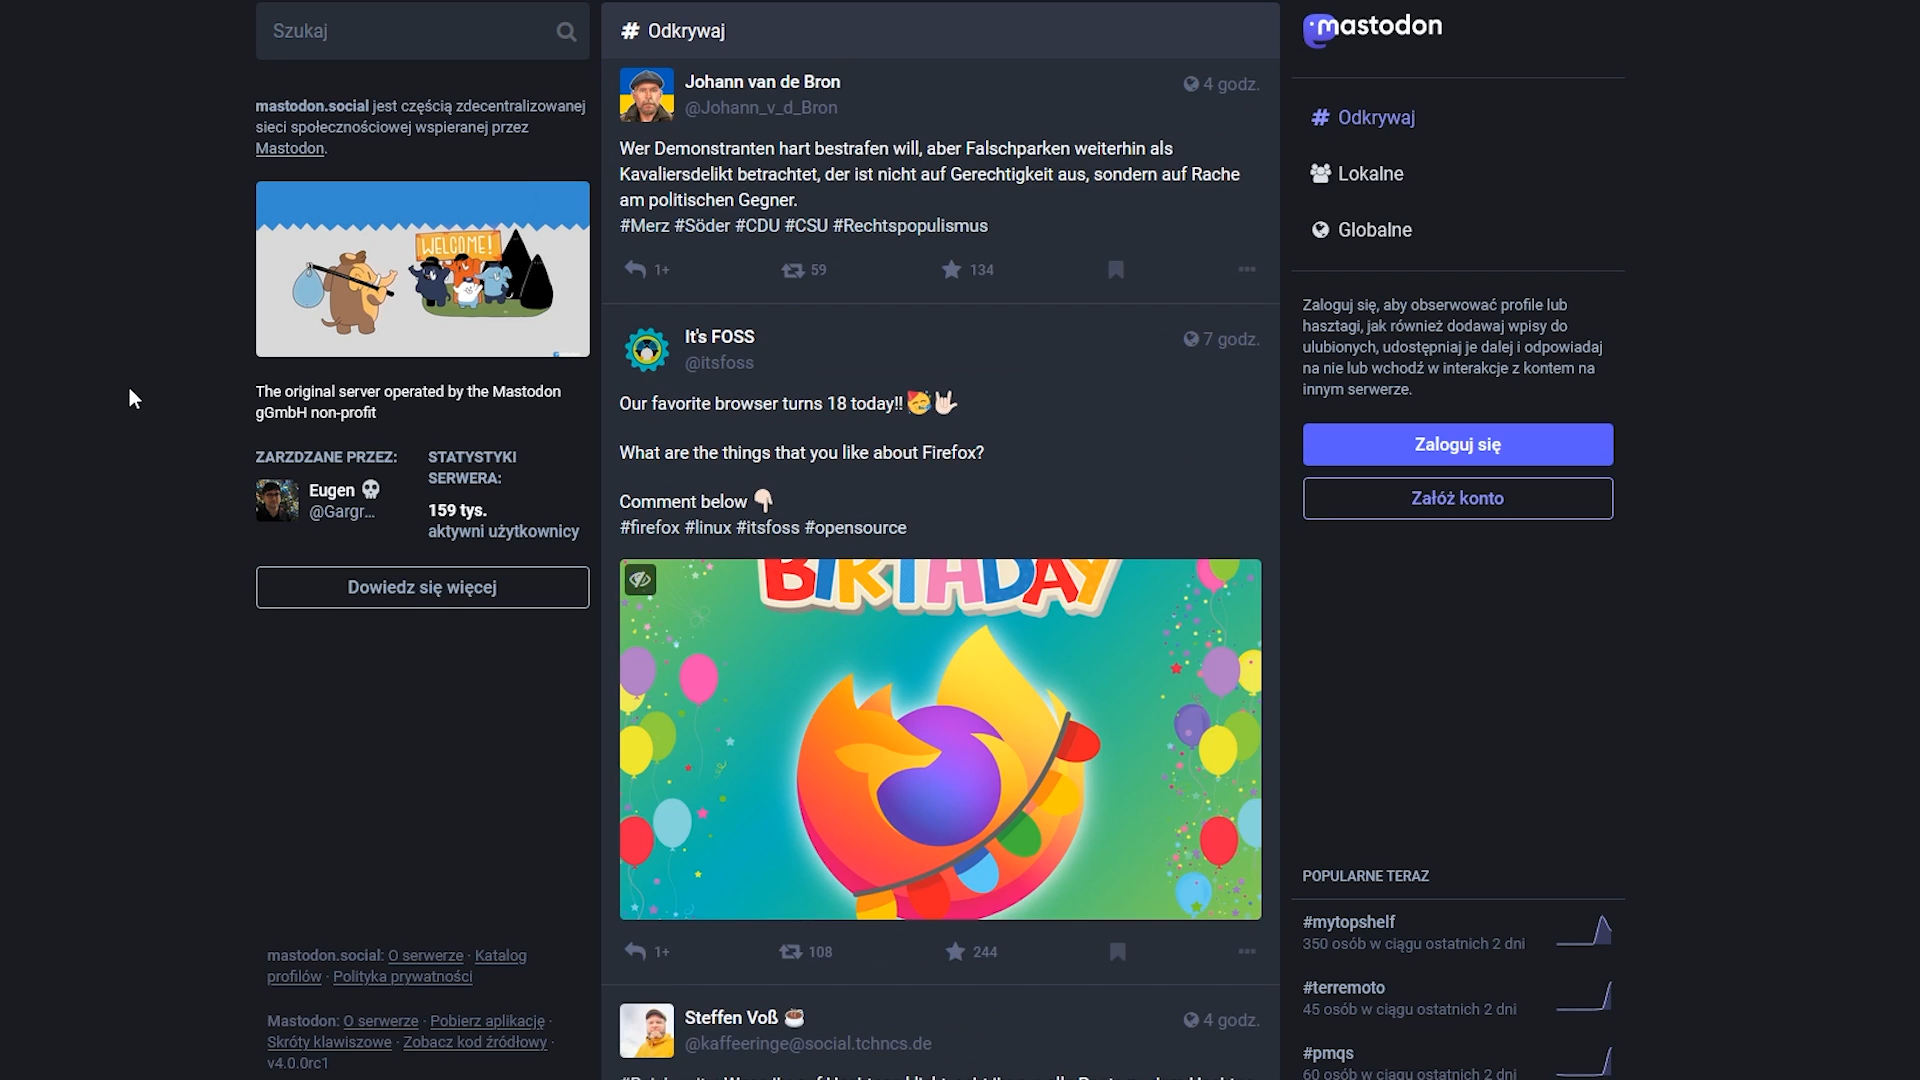 Szukaj
mastodon.social jest częścią zdecentralizowanej
sieci społecznościowej wspieranej przez
Mastodon.
WELCOME!
The original server operated by the Mastodon
gGmbH non-profit
ZARZDZANE PRZEZ:
Eugen
@Gargr...
STATYSTYKI
SERWERA:
159 tys.
aktywni użytkownicy
Dowiedz się więcej
mastodon.social: O serwerze · Katalog
profilów · Polityka prywatności
Mastodon: O serwerze · Pobierz aplikację ·
Skróty klawiszowe · Zobacz kod źródłowy ·
v4.0.0rc1
# Odkrywaj
Johann van de Bron
4 godz.
@Johann_v_d_Bron
Wer Demonstranten hart bestrafen will, aber Falschparken weiterhin als
Kavaliersdelikt betrachtet, der ist nicht auf Gerechtigkeit aus, sondern auf Rache
am politischen Gegner.
#Merz #Söder #CDU #CSU #Rechtspopulismus
1+ 59 134
It's FOSS
7 godz.
@itsfoss
Our favorite browser turns 18 today!! 🥳🤟
What are the things that you like about Firefox?
Comment below 👇
#firefox #linux #itsfoss #opensource
BIRTHDAY
1+ 108 244
Steffen Voß ☕
4 godz.
@kaffeeringe@social.tchncs.de
mastodon
# Odkrywaj
Lokalne
Globalne
Zaloguj się, aby obserwować profile lub
hasztagi, jak również dodawaj wpisy do
ulubionych, udostępniaj je dalej i odpowiadaj
na nie lub wchodź w interakcje z kontem na
innym serwerze.
Zaloguj się
Załóż konto
POPULARNE TERAZ
#mytopshelf
350 osób w ciągu ostatnich 2 dni
#terremoto
45 osób w ciągu ostatnich 2 dni
#pmqs
60 osób w ciągu ostatnich 2 dni